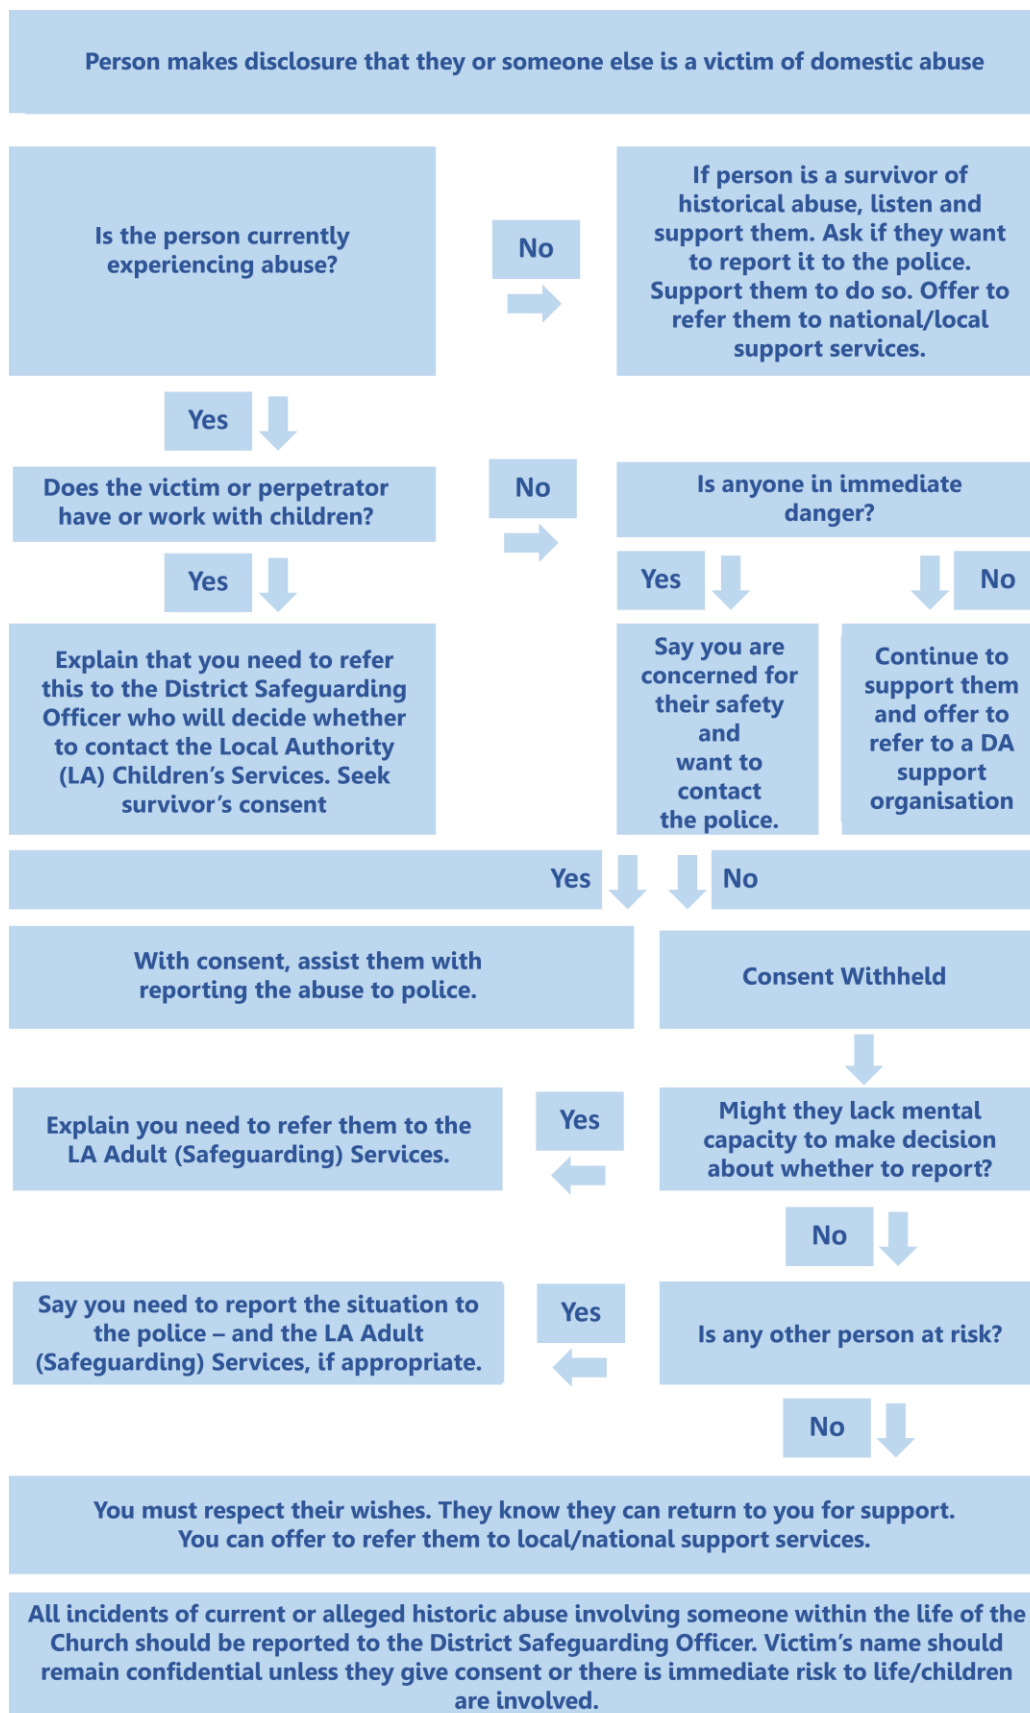 Person makes disclosure that they or someone else is a victim of domestic abuse
Is the person currently
experiencing abuse?
No
If person is a survivor of
historical abuse, listen and
support them. Ask if they want
to report it to the police.
Support them to do so. Offer to
refer them to national/local
support services.
Yes
Does the victim or perpetrator
have or work with children?
No
Is anyone in immediate
danger?
Yes
Yes
No
Explain that you need to refer
this to the District Safeguarding
Officer who will decide whether
to contact the Local Authority
(LA) Children’s Services. Seek
survivor’s consent
Say you are
concerned for
their safety
and
want to
contact
the police.
Continue to
support them
and offer to
refer to a DA
support
organisation
Yes
No
With consent, assist them with
reporting the abuse to police.
Consent Withheld
Explain you need to refer them to the
LA Adult (Safeguarding) Services.
Yes
Might they lack mental
capacity to make decision
about whether to report?
No
Say you need to report the situation to
the police – and the LA Adult
(Safeguarding) Services, if appropriate.
Yes
Is any other person at risk?
No
You must respect their wishes. They know they can return to you for support.
You can offer to refer them to local/national support services.
All incidents of current or alleged historic abuse involving someone within the life of the
Church should be reported to the District Safeguarding Officer. Victim’s name should
remain confidential unless they give consent or there is immediate risk to life/children
are involved.